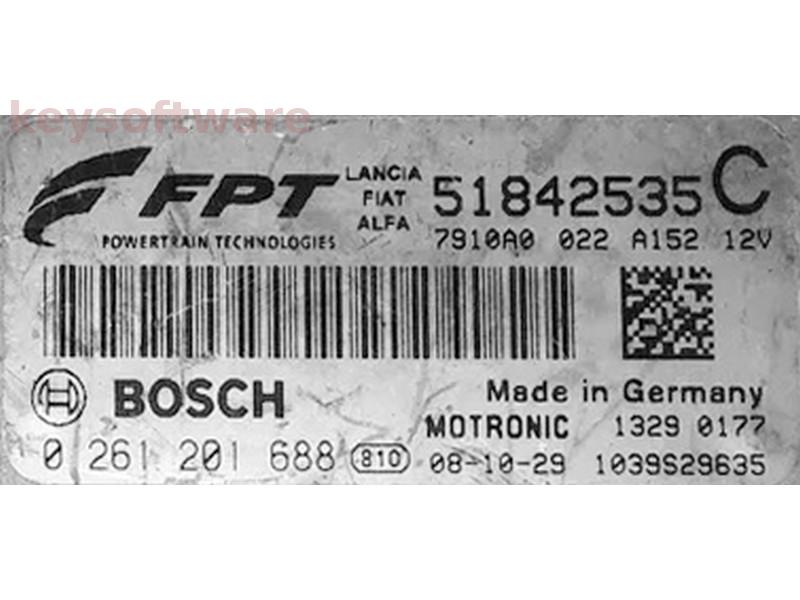 keysoftware
FPT
POWERTRAIN TECHNOLOGIES
LANCIA
FIAT
ALFA
51842535 C
7910A0 022 A152 12V
BOSCH
Made in Germany
MOTRONIC 1329 0177
0 261 201 688 810 08-10-29 1039S29635